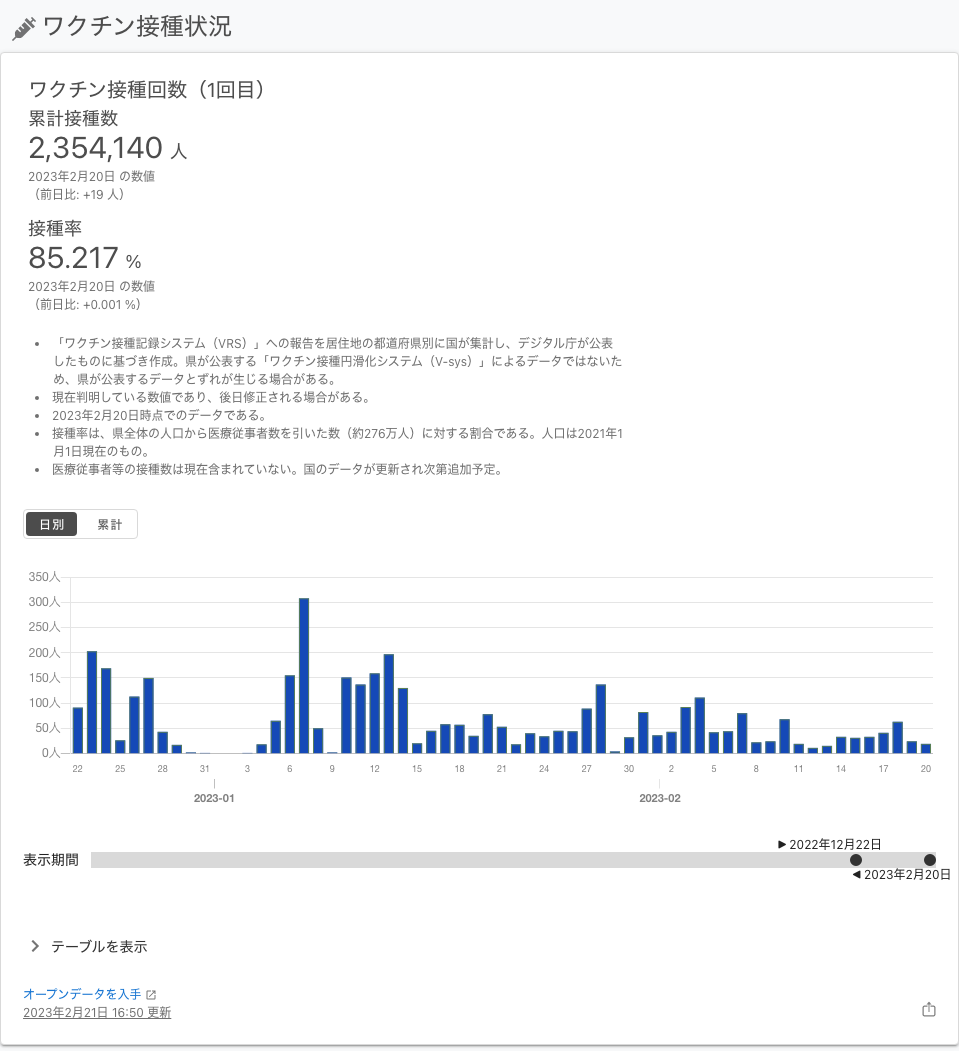 ワクチン接種状況
ワクチン接種回数（1回目）
累計接種数
2,354,140 人
2023年2月20日 の数値
（前日比: +19 人）
接種率
85.217 %
2023年2月20日 の数値
（前日比: +0.001 %）
「ワクチン接種記録システム（VRS）」への報告を居住地の都道府県別に国が集計し、デジタル庁が公表
したものに基づき作成。県が公表する「ワクチン接種円滑化システム（V-sys）」によるデータではないた
め、県が公表するデータとずれが生じる場合がある。
現在判明している数値であり、後日修正される場合がある。
2023年2月20日時点でのデータである。
接種率は、県全体の人口から医療従事者数を引いた数（約276万人）に対する割合である。人口は2021年1
月1日現在のもの。
医療従事者等の接種数は現在含まれていない。国のデータが更新され次第追加予定。
日別 累計
350人
300人
250人
200人
150人
100人
50人
0人
22 25 28 31 3 6 9 12 15 18 21 24 27 30 2 5 8 11 14 17 20
2023-01 2023-02
▶ 2022年12月22日
表示期間
◀ 2023年2月20日
テーブルを表示
オープンデータを入手
2023年2月21日 16:50 更新